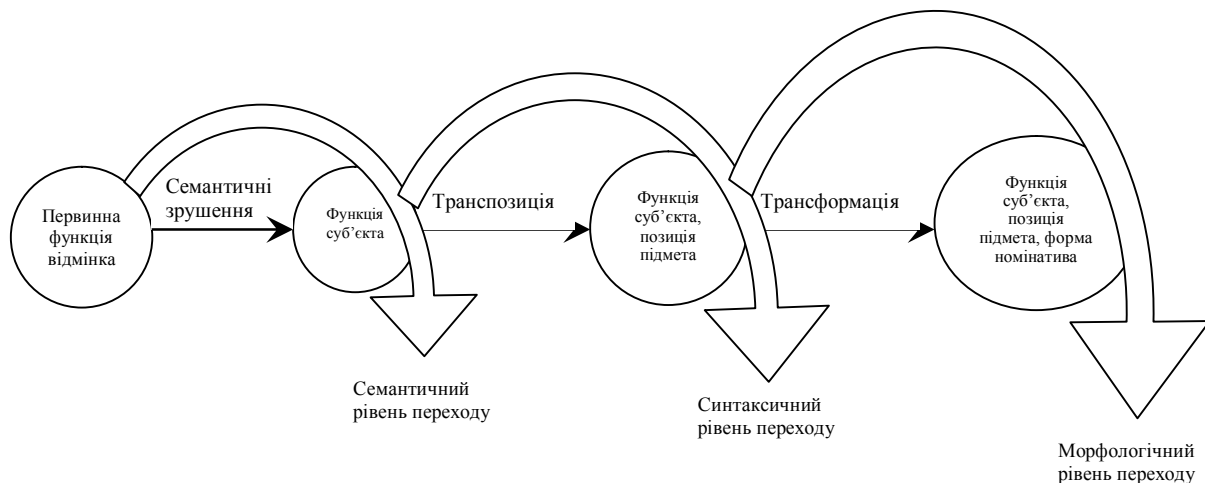 Первинна
функція
відмінка
Семантичні
зрушення
Функція
суб’єкта
Транспозиція
Функція
суб’єкта,
позиція
підмета
Трансформація
Функція
суб’єкта,
позиція
підмета, форма
номінатива
Семантичний
рівень переходу
Синтаксичний
рівень переходу
Морфологічний
рівень переходу